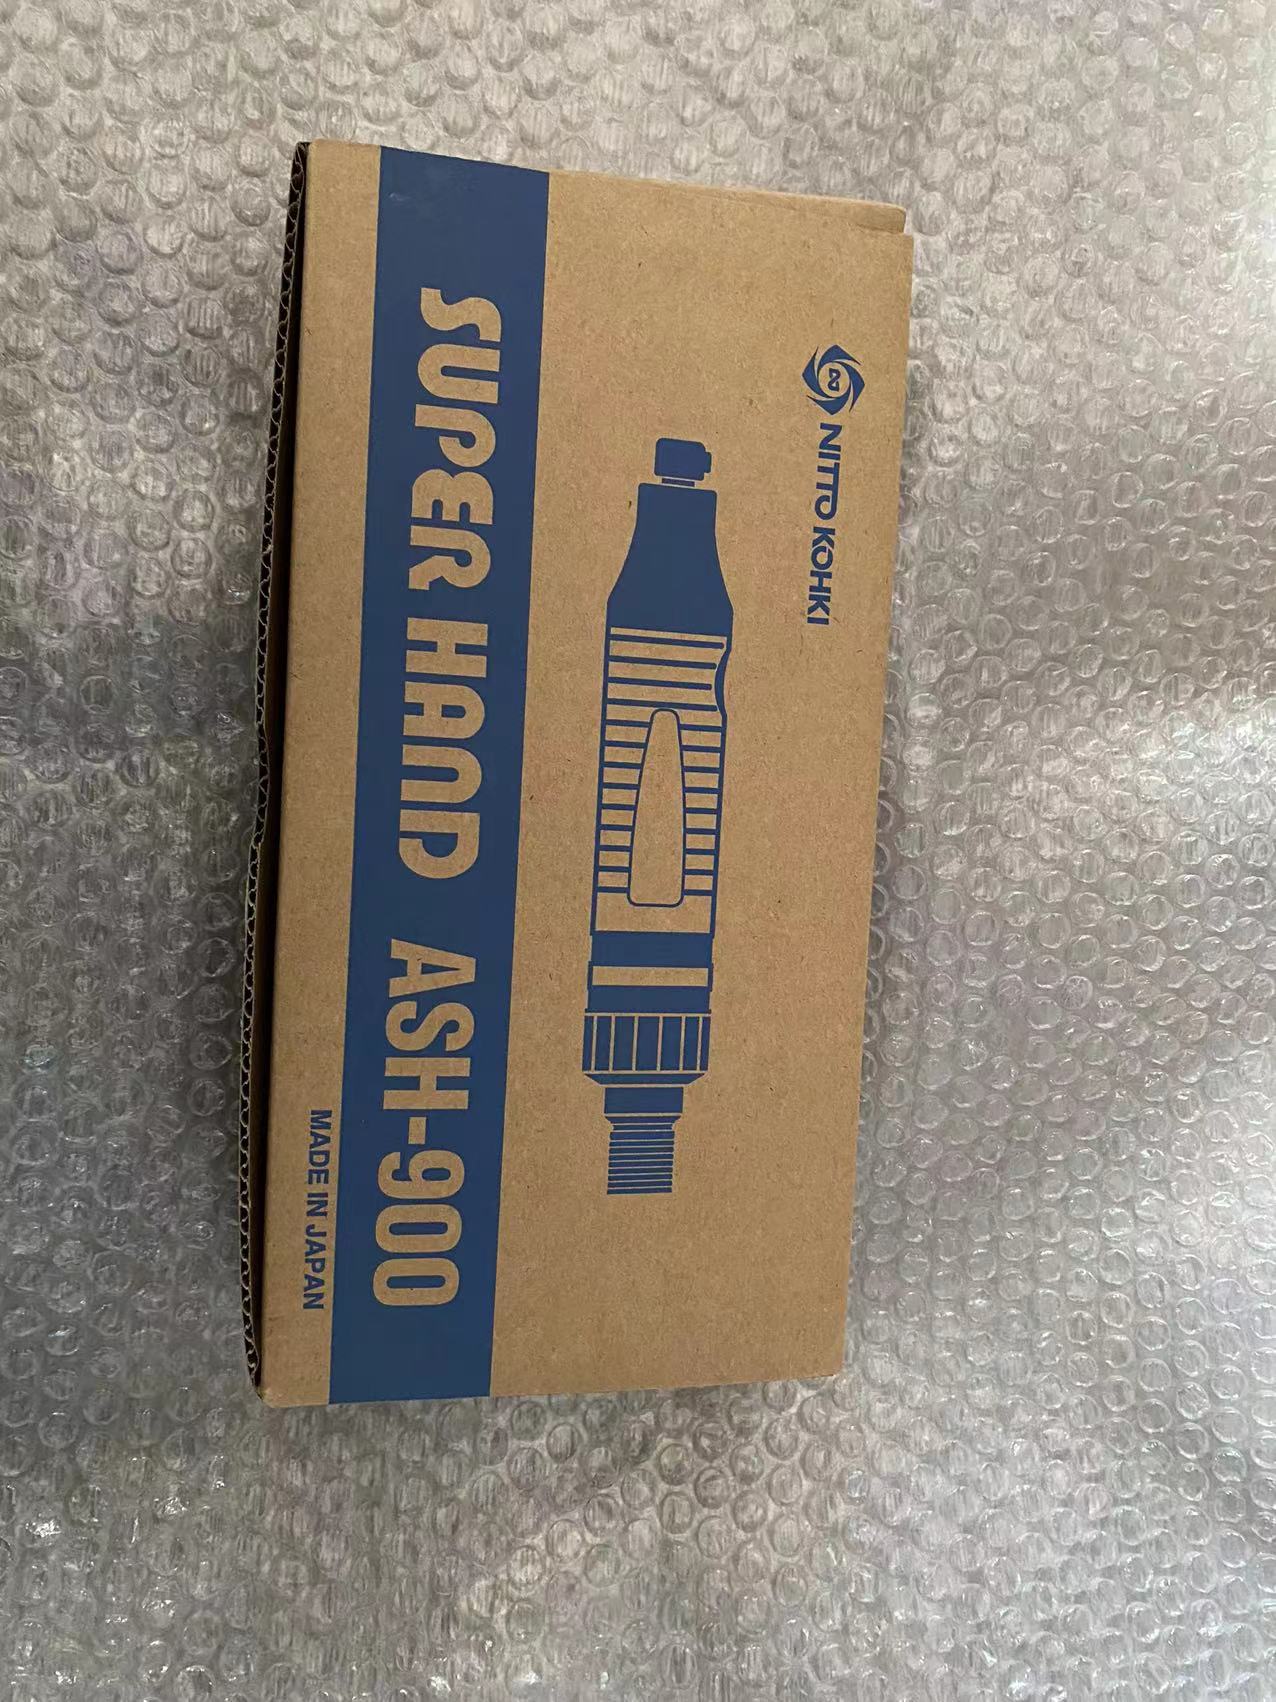 NITTO KOHKI
SUPER HAND ASH-900
MADE IN JAPAN